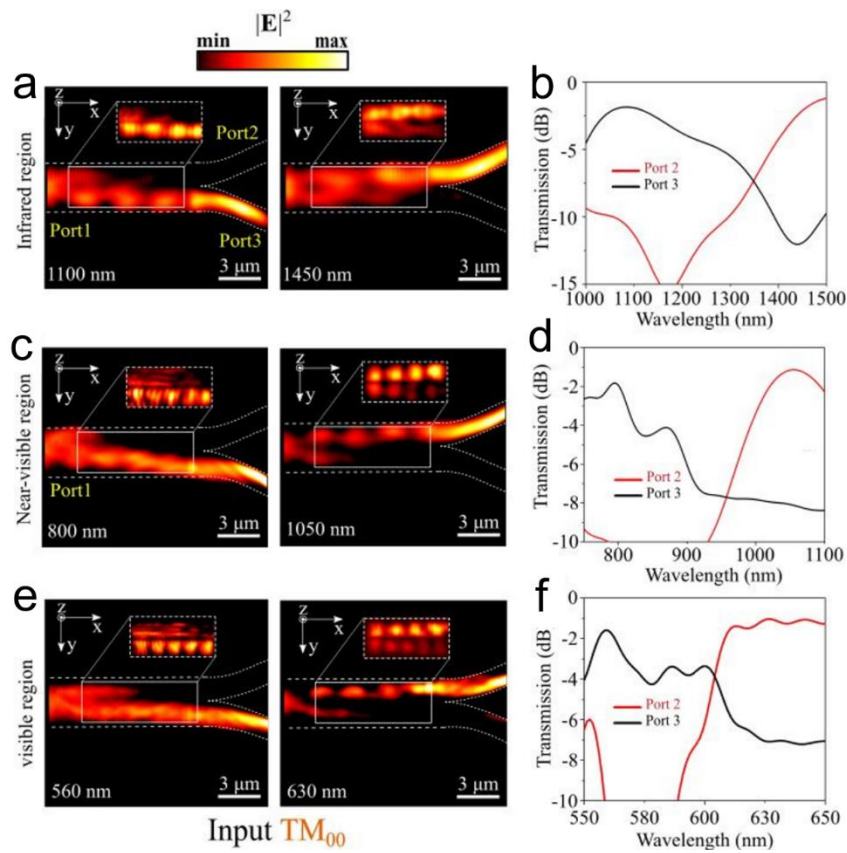 |E|²
min max
a
z
x
y
Port2
Port1
Port3
1100 nm
3 μm
z
x
y
1450 nm
3 μm
Infrared region
b
0
-5
-10
-15
Transmission (dB)
Port 2
Port 3
1000 1100 1200 1300 1400 1500
Wavelength (nm)
c
z
x
y
Port1
800 nm
3 μm
z
x
y
1050 nm
3 μm
Near-visible region
d
0
-2
-4
-6
-8
-10
Transmission (dB)
Port 2
Port 3
800 900 1000 1100
Wavelength (nm)
e
z
x
y
560 nm
3 μm
z
x
y
630 nm
3 μm
visible region
f
0
-2
-4
-6
-8
-10
Transmission (dB
Port 2
Port 3
550 580 600 630 650
Wavelength (nm)
Input TM₀₀